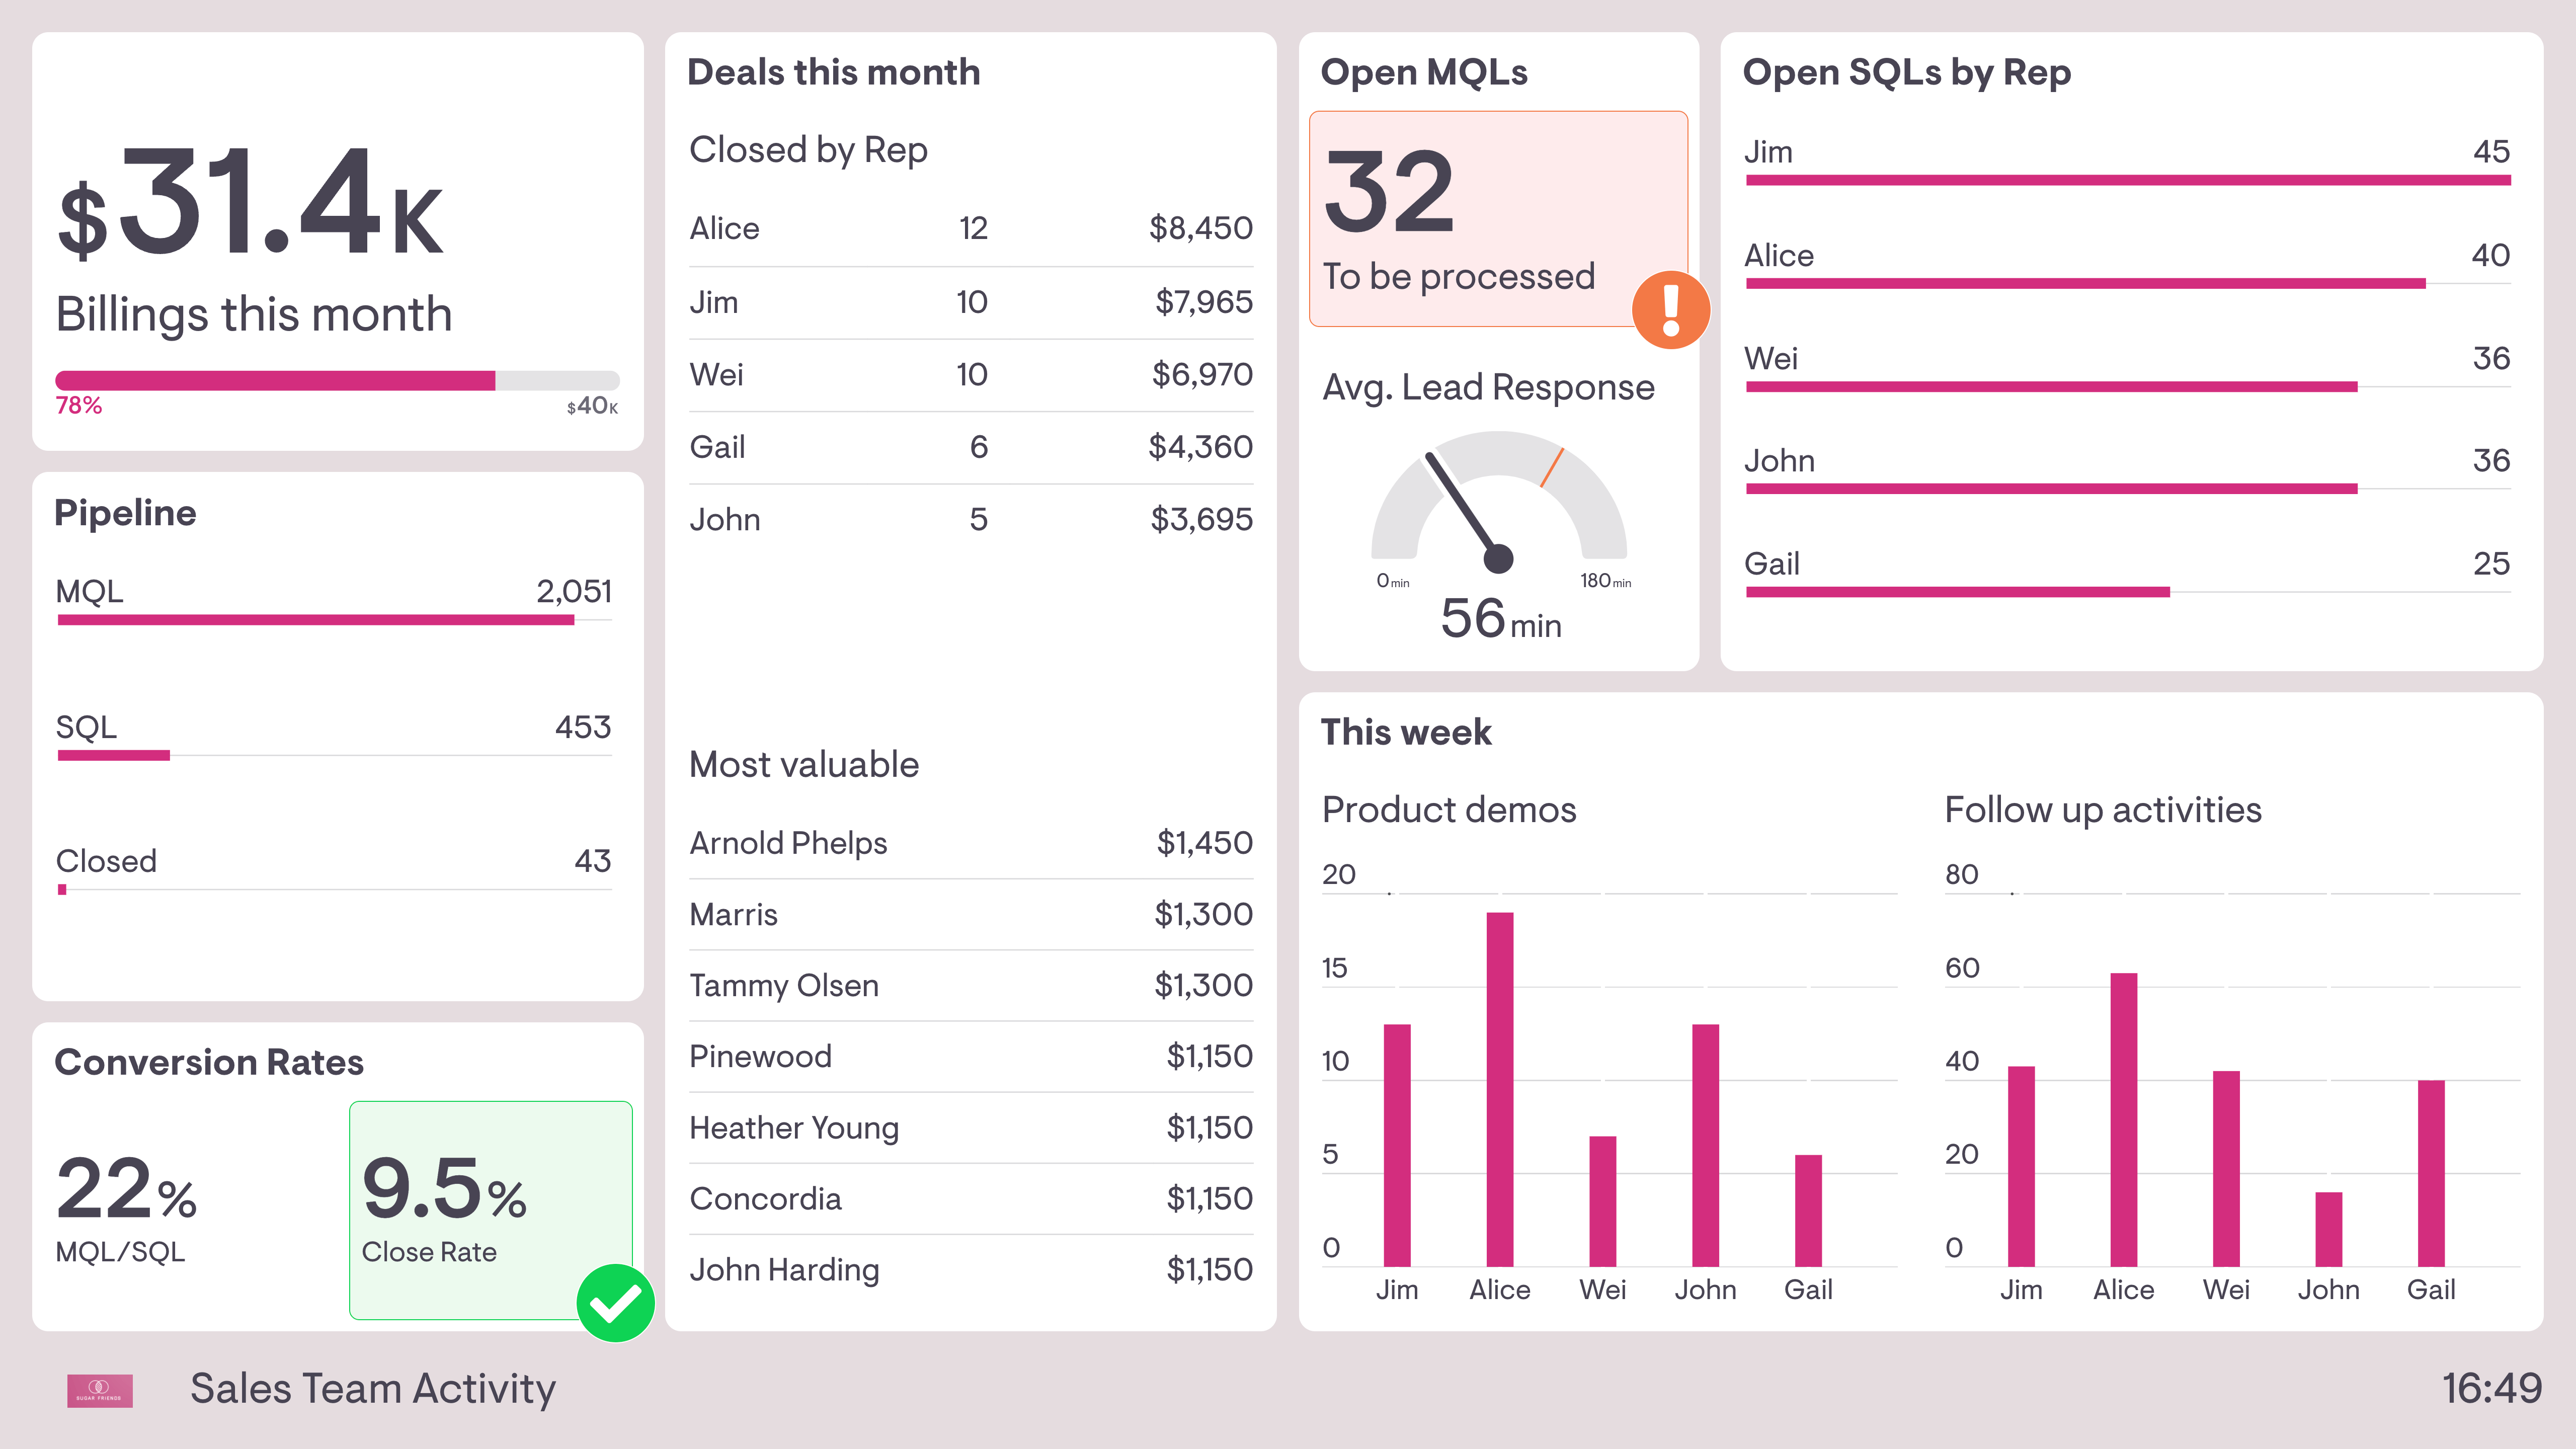 $31.4K
Billings this month
78% $40K
Pipeline
MQL 2,051
SQL 453
Closed 43
Conversion Rates
22%
MQL/SQL
9.5%
Close Rate
Deals this month
Closed by Rep
Alice 12 $8,450
Jim 10 $7,965
Wei 10 $6,970
Gail 6 $4,360
John 5 $3,695
Most valuable
Arnold Phelps $1,450
Marris $1,300
Tammy Olsen $1,300
Pinewood $1,150
Heather Young $1,150
Concordia $1,150
John Harding $1,150
Open MQLs
32
To be processed
!
Avg. Lead Response
0min 180min
56min
Open SQLs by Rep
Jim 45
Alice 40
Wei 36
John 36
Gail 25
This week
Product demos
20
15
10
5
0
Jim Alice Wei John Gail
Follow up activities
80
60
40
20
0
Jim Alice Wei John Gail
SUGAR FRIENDS
Sales Team Activity
16:49